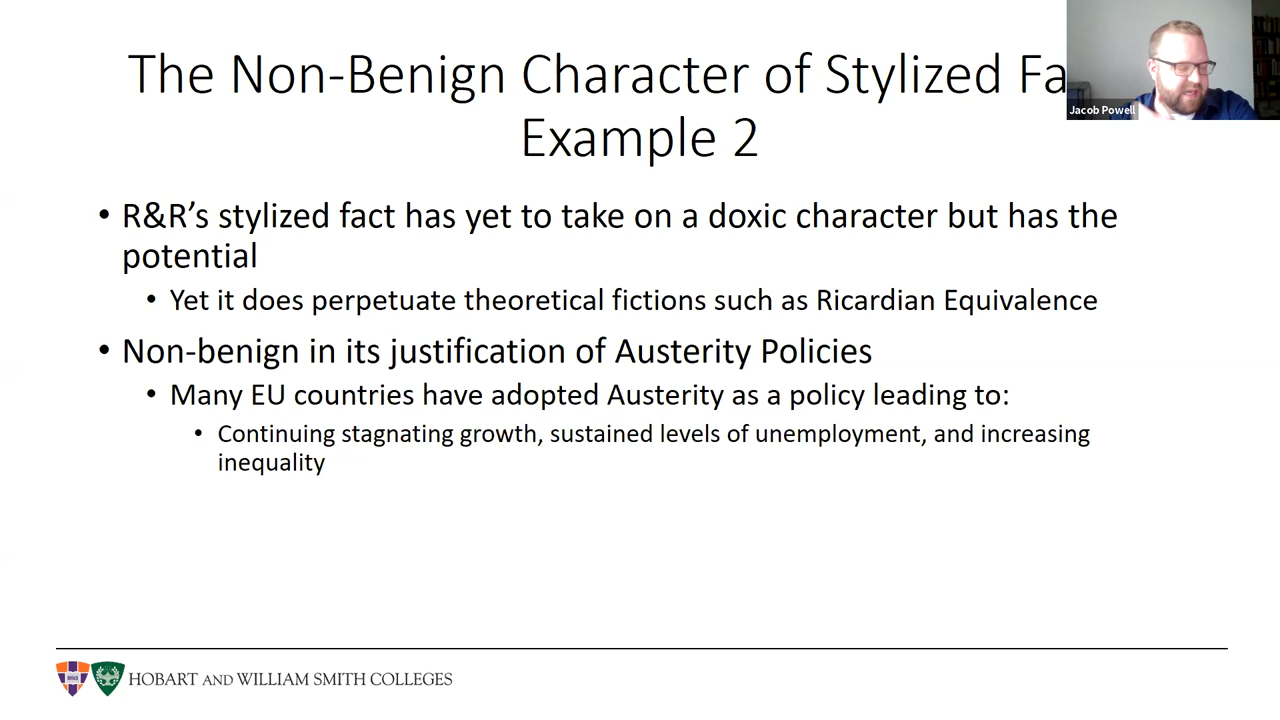 The Non-Benign Character of Stylized
Example 2
Jacob Powell
• R&R's stylized fact has yet to take on a doxic character but has the
potential
• Yet it does perpetuate theoretical fictions such as Ricardian Equivalence
• Non-benign in its justification of Austerity Policies
• Many EU countries have adopted Austerity as a policy leading to:
• Continuing stagnating growth, sustained levels of unemployment, and increasing
inequality
HOBART AND WILLIAM SMITH COLLEGES